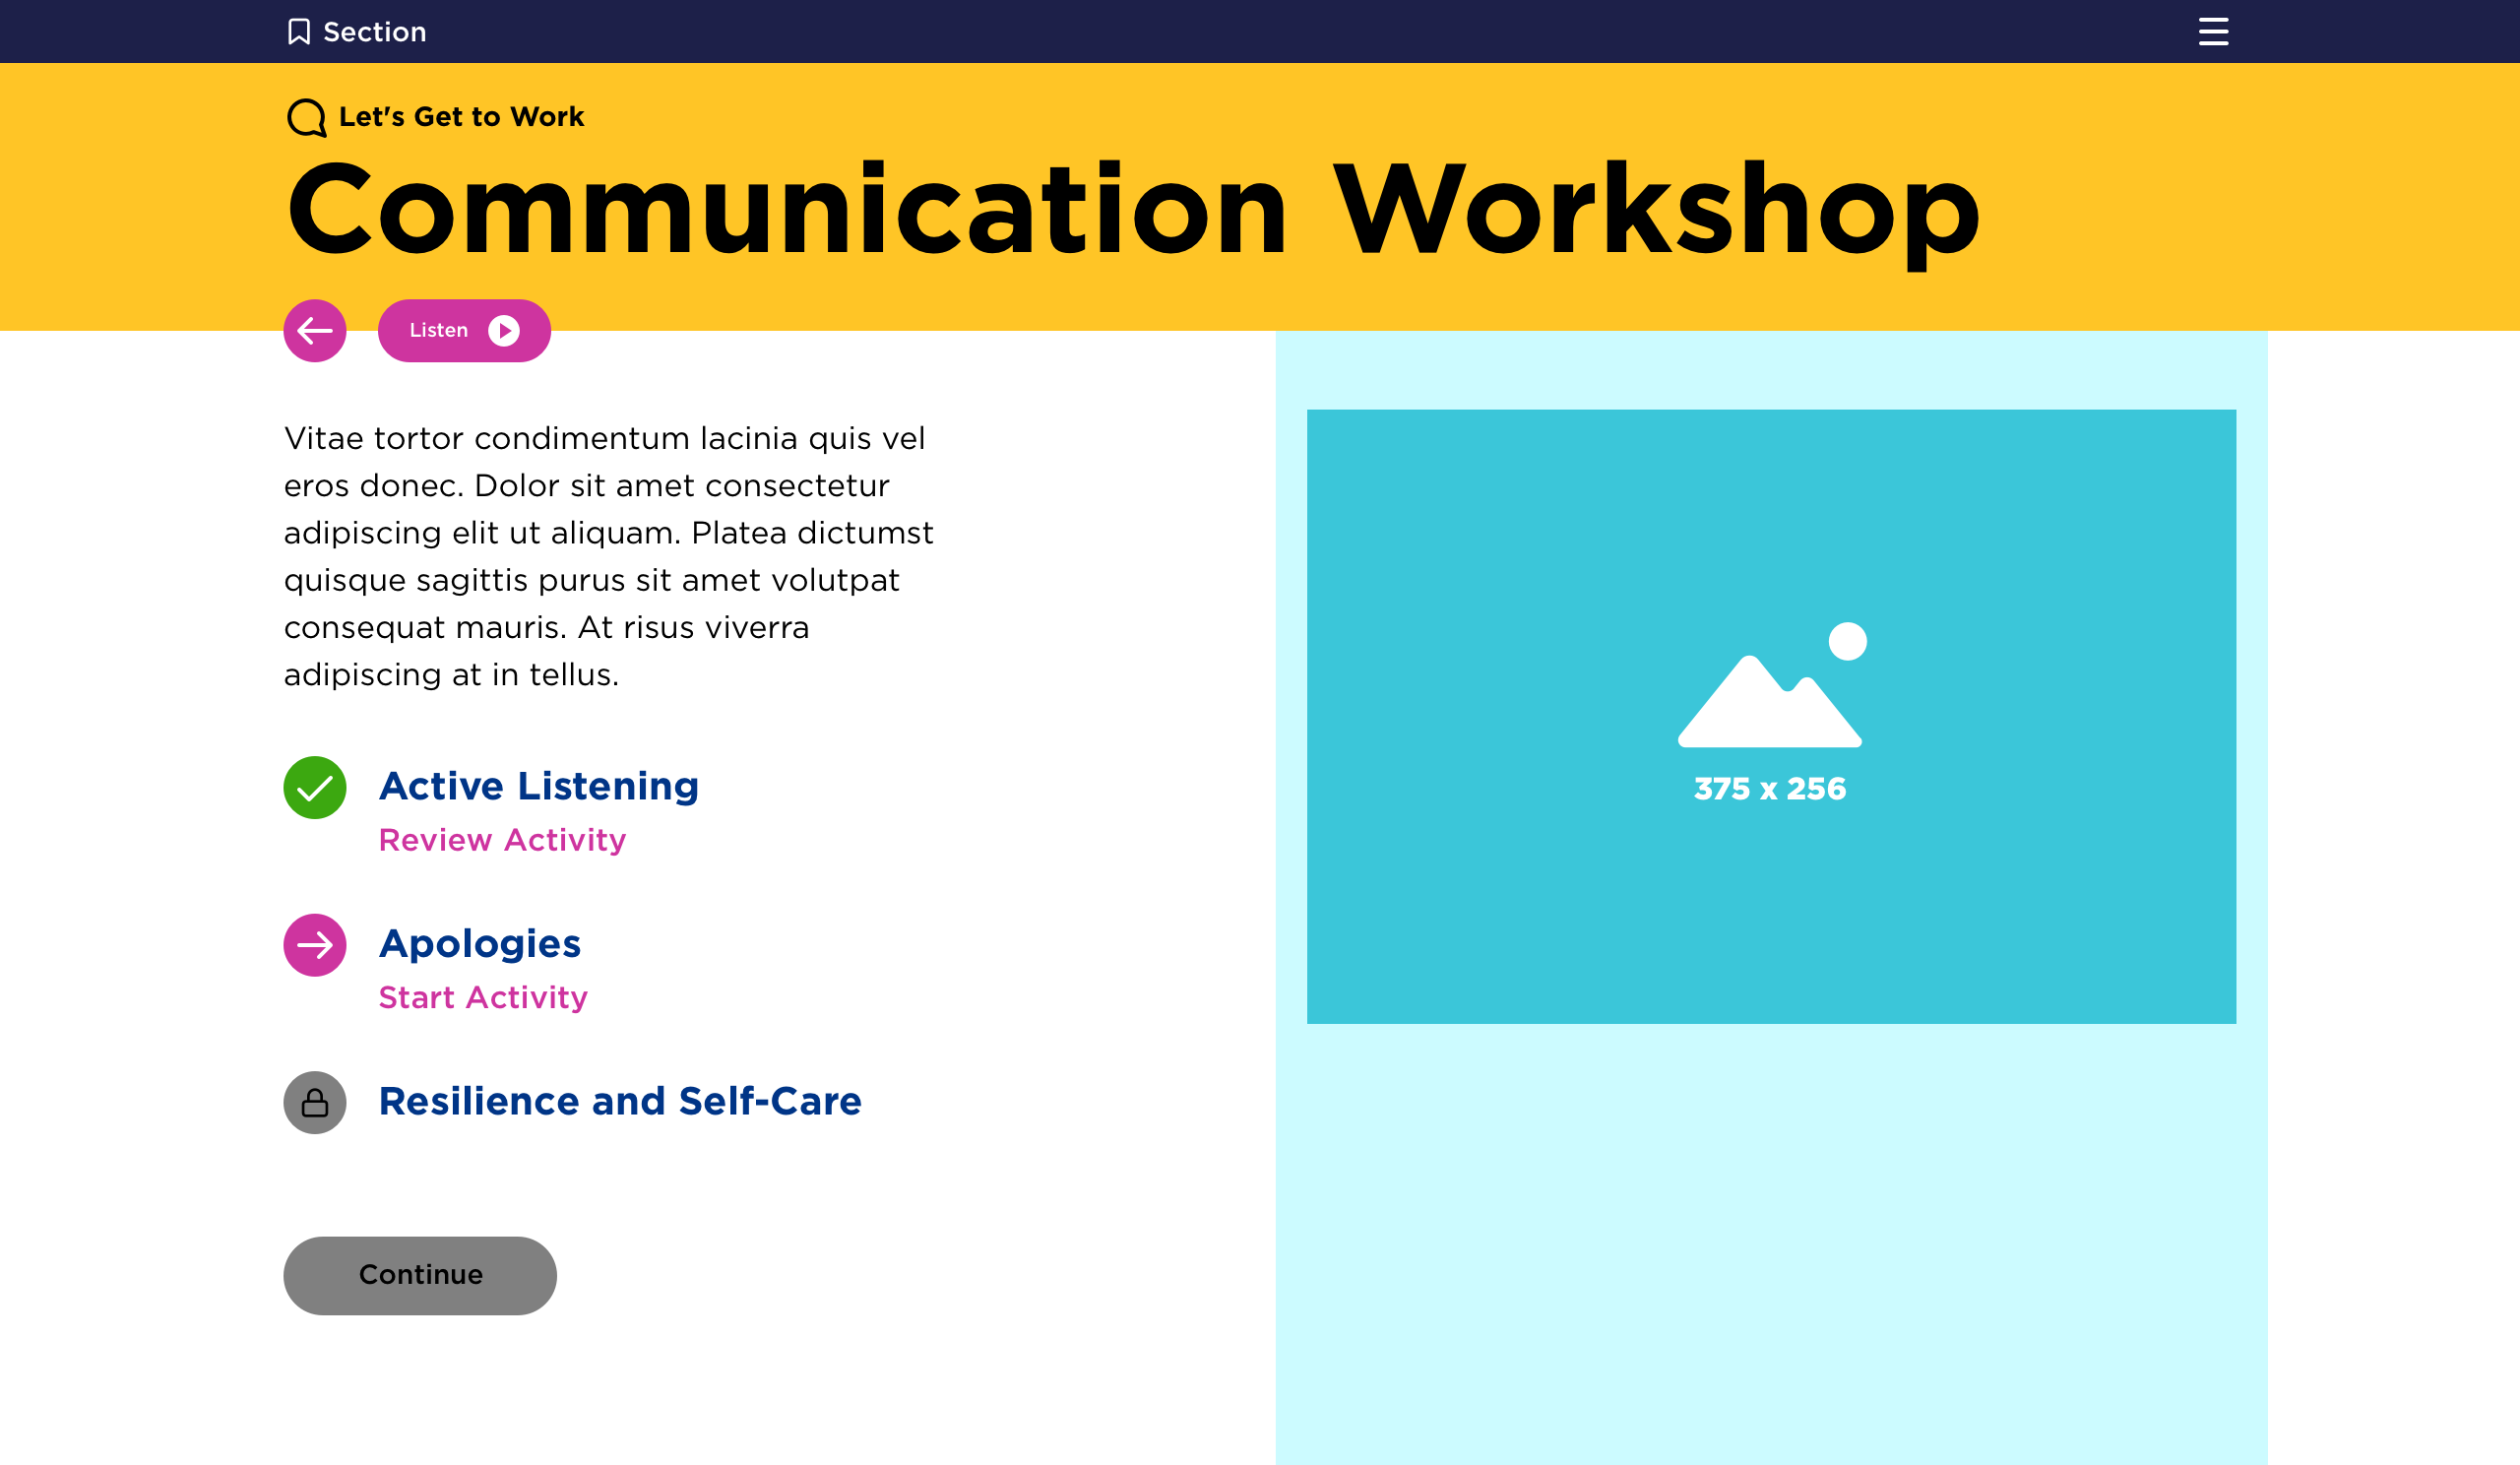 Section
Let's Get to Work
Communication Workshop
Listen
Vitae tortor condimentum lacinia quis vel
eros donec. Dolor sit amet consectetur
adipiscing elit ut aliquam. Platea dictumst
quisque sagittis purus sit amet volutpat
consequat mauris. At risus viverra
adipiscing at in tellus.
Active Listening
Review Activity
Apologies
Start Activity
Resilience and Self-Care
Continue
375 x 256